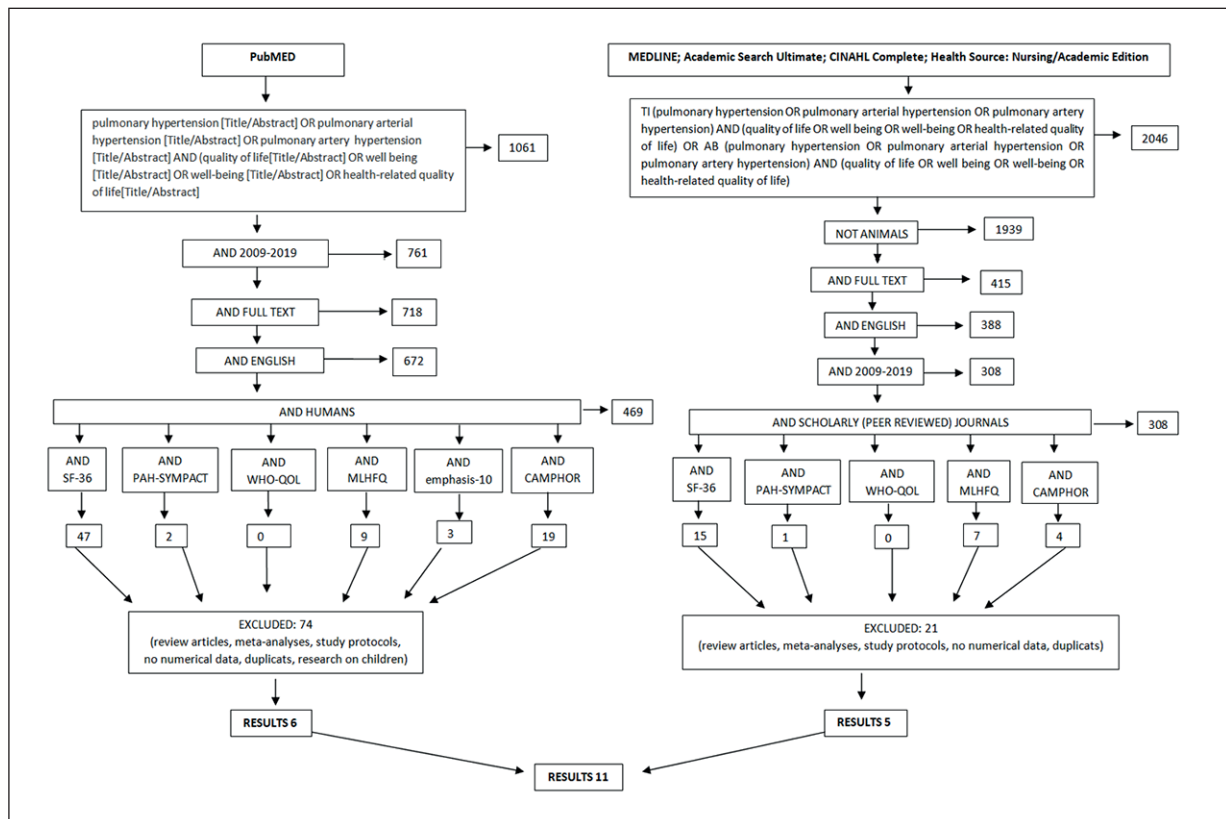 PubMED
pulmonary hypertension [Title/Abstract] OR pulmonary arterial
hypertension [Title/Abstract] OR pulmonary artery hypertension
[Title/Abstract] AND (quality of life[Title/Abstract] OR well being
[Title/Abstract] OR well-being [Title/Abstract] OR health-related quality
of life[Title/Abstract]
1061
AND 2009-2019
761
AND FULL TEXT
718
AND ENGLISH
672
AND HUMANS
469
AND
SF-36
AND
PAH-SYMPACT
AND
WHO-QOL
AND
MLHFQ
AND
emphasis-10
AND
CAMPHOR
47
2
0
9
3
19
EXCLUDED: 74
(review articles, meta-analyses, study protocols,
no numerical data, duplicats, research on children)
RESULTS 6
MEDLINE; Academic Search Ultimate; CINAHL Complete; Health Source: Nursing/Academic Edition
TI (pulmonary hypertension OR pulmonary arterial hypertension OR pulmonary artery
hypertension) AND (quality of life OR well being OR well-being OR health-related quality
of life) OR AB (pulmonary hypertension OR pulmonary arterial hypertension OR
pulmonary artery hypertension) AND (quality of life OR well being OR well-being OR
health-related quality of life)
2046
NOT ANIMALS
1939
AND FULL TEXT
415
AND ENGLISH
388
AND 2009-2019
308
AND SCHOLARLY (PEER REVIEWED) JOURNALS
308
AND
SF-36
AND
PAH-SYMPACT
AND
WHO-QOL
AND
MLHFQ
AND
CAMPHOR
15
1
0
7
4
EXCLUDED: 21
(review articles, meta-analyses, study protocols, no numerical data, duplicats)
RESULTS 5
RESULTS 11